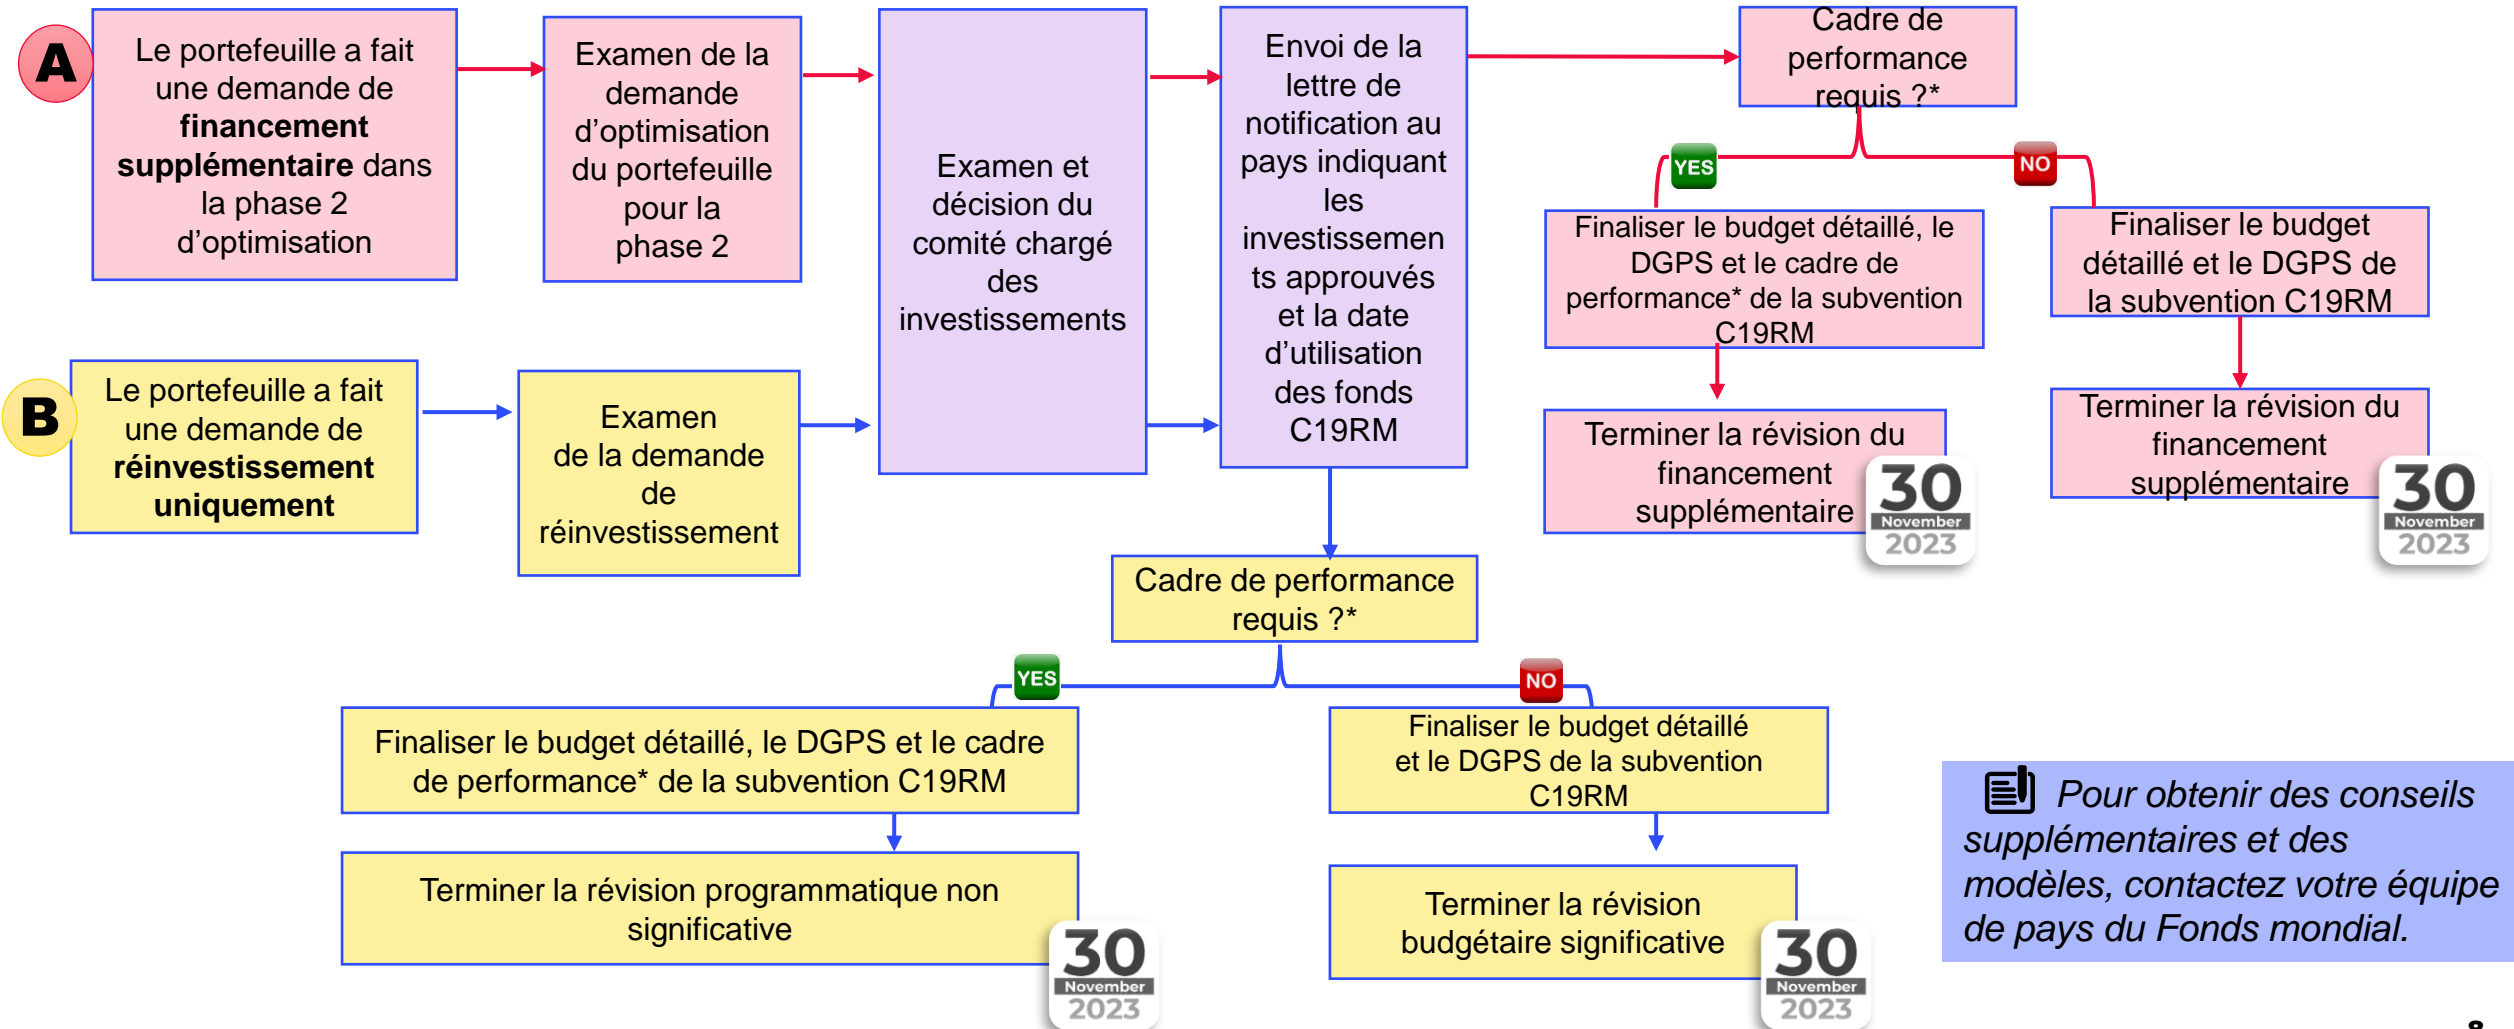 A
Le portefeuille a fait
une demande de
financement
supplémentaire dans
la phase 2
d'optimisation
Examen de la
demande
d'optimisation
du portefeuille
pour la
phase 2
Examen et
décision du
comité chargé
des
investissements
Envoi de la
lettre de
notification au
pays indiquant
les
investissemen
ts approuvés
et la date
d'utilisation
des fonds
C19RM
Cadre de
performance
requis ?*
YES
NO
Finaliser le budget détaillé, le
DGPS et le cadre de
performance* de la subvention
C19RM
Finaliser le budget
détaillé et le DGPS de
la subvention C19RM
Terminer la révision du
financement
supplémentaire
30
November
2023
Terminer la révision du
financement
supplémentaire
30
November
2023
B
Le portefeuille a fait
une demande de
réinvestissement
uniquement
Examen
de la demande
de
réinvestissement
Cadre de performance
requis ?*
YES
NO
Finaliser le budget détaillé, le DGPS et le cadre
de performance* de la subvention C19RM
Finaliser le budget détaillé
et le DGPS de la subvention
C19RM
Terminer la révision programmatique non
significative
30
November
2023
Terminer la révision
budgétaire significative
30
November
2023
Pour obtenir des conseils
supplémentaires et des
modèles, contactez votre équipe
de pays du Fonds mondial.